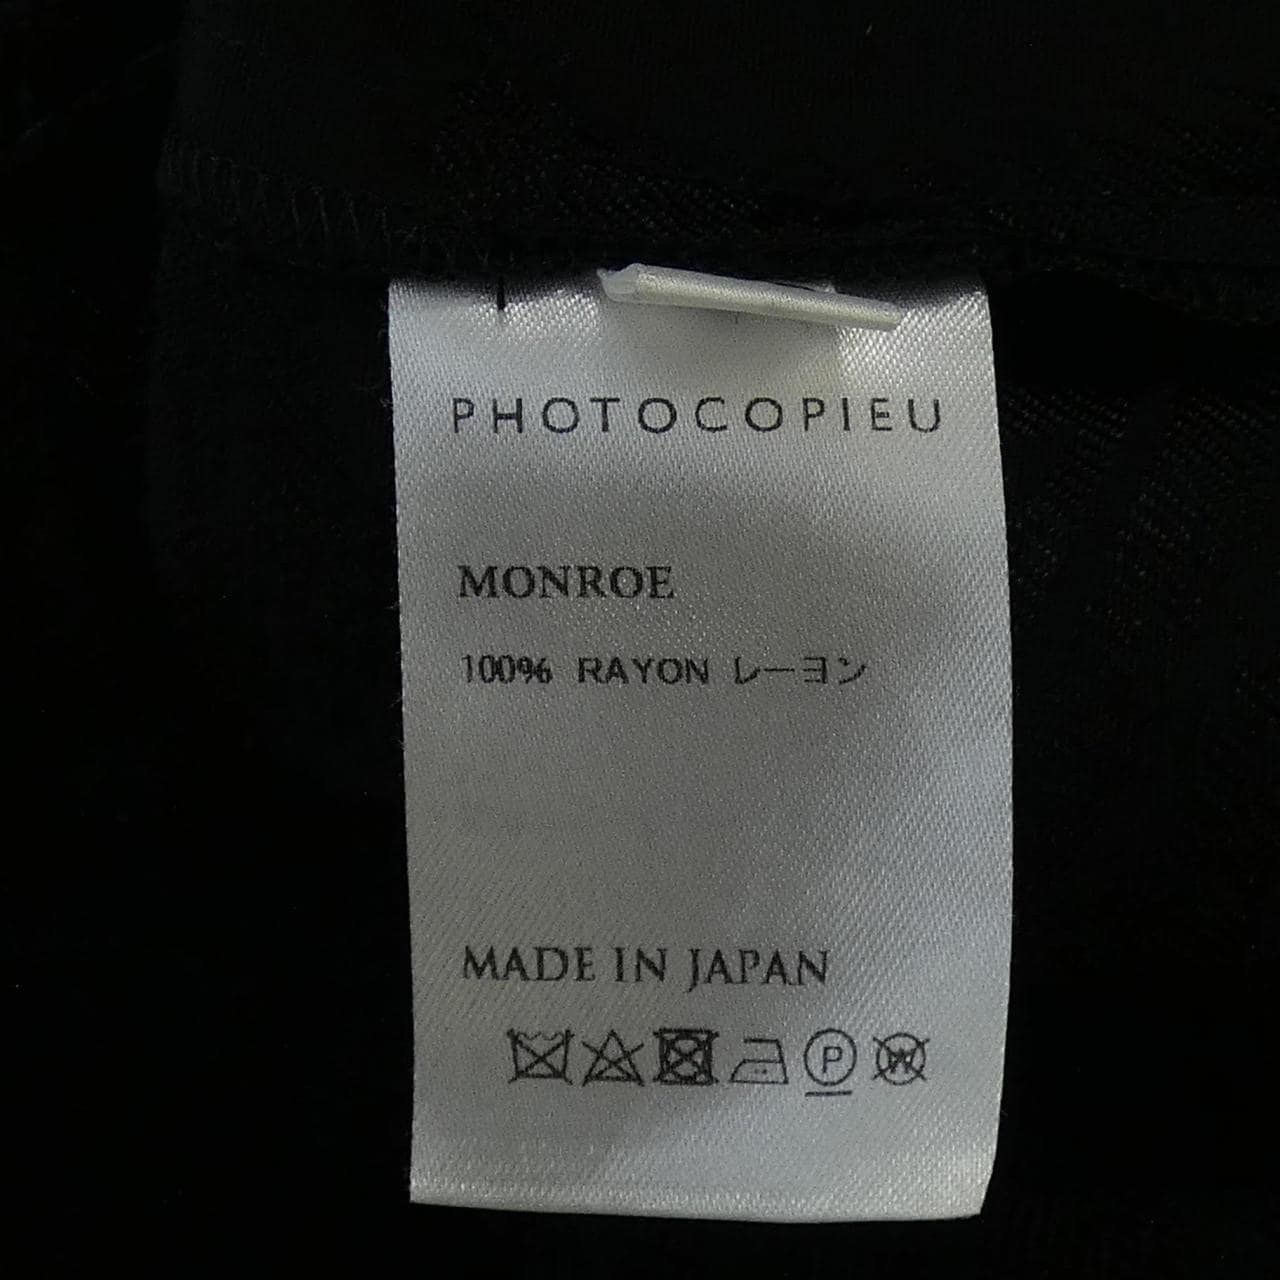 PHOTOCOPIEU
MONROE
100% RAYON レーヨン
MADE IN JAPAN
P W